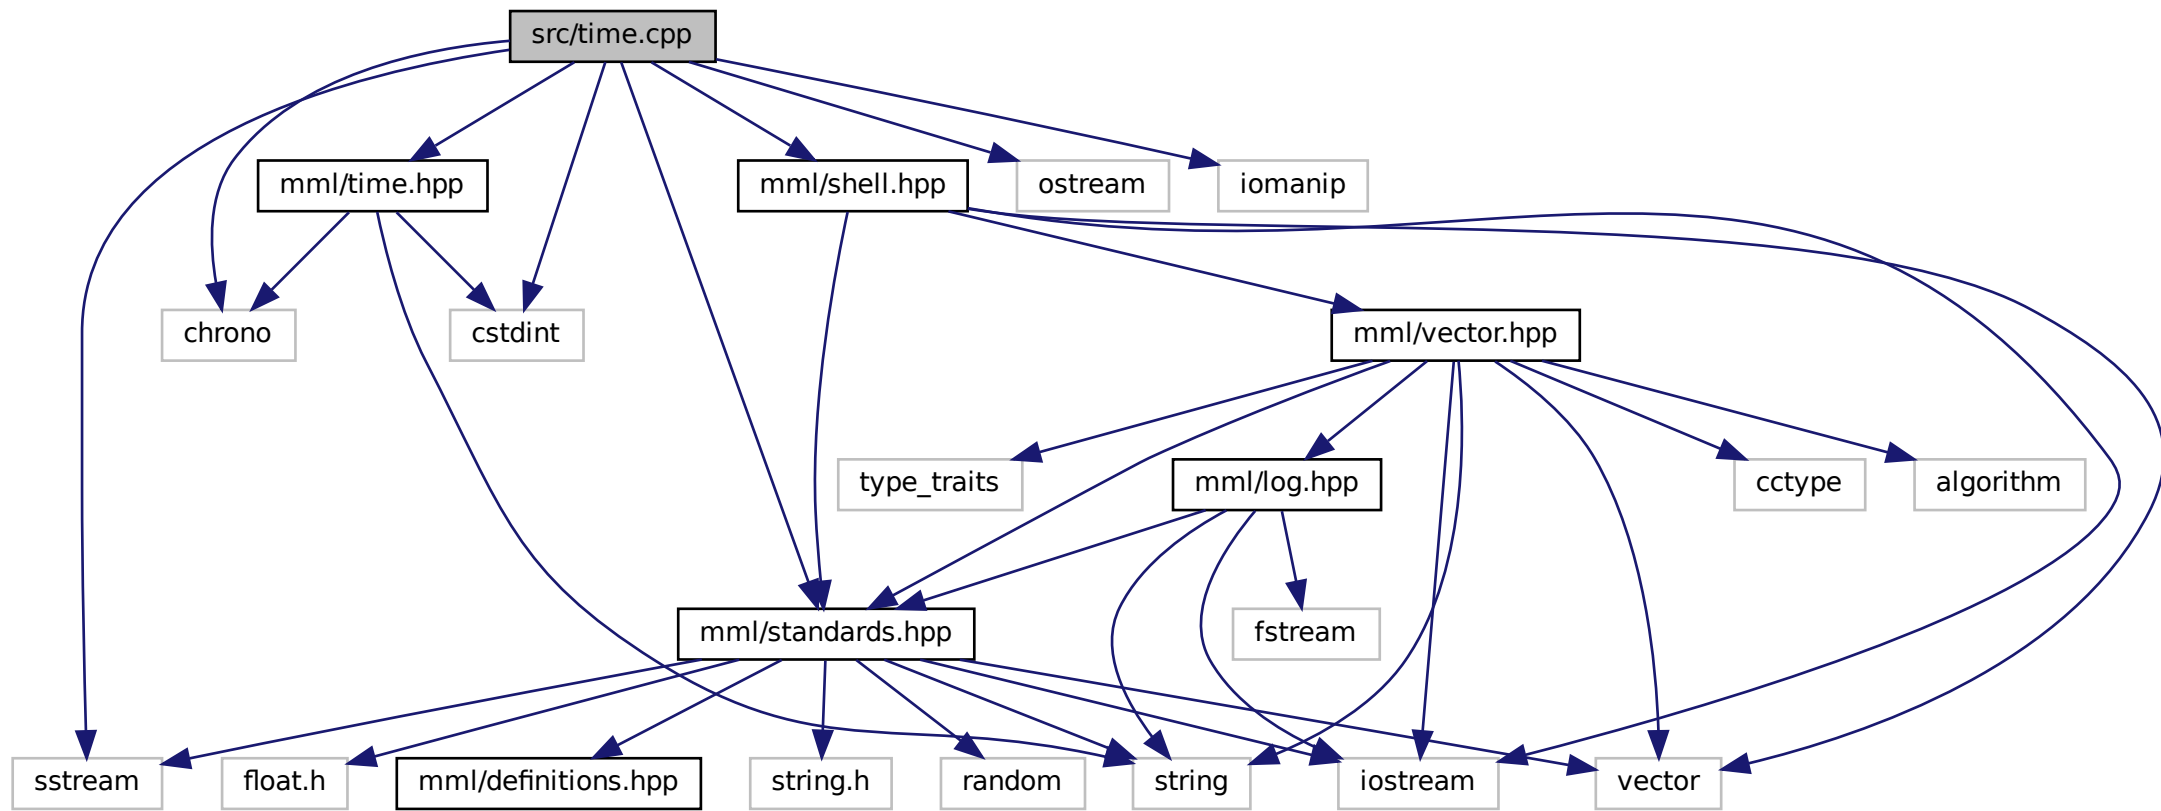 src/time.cpp
mml/time.hpp
mml/shell.hpp
ostream
iomanip
chrono
cstdint
mml/vector.hpp
type_traits
mml/log.hpp
cctype
algorithm
mml/standards.hpp
fstream
sstream
float.h
mml/definitions.hpp
string.h
random
string
iostream
vector